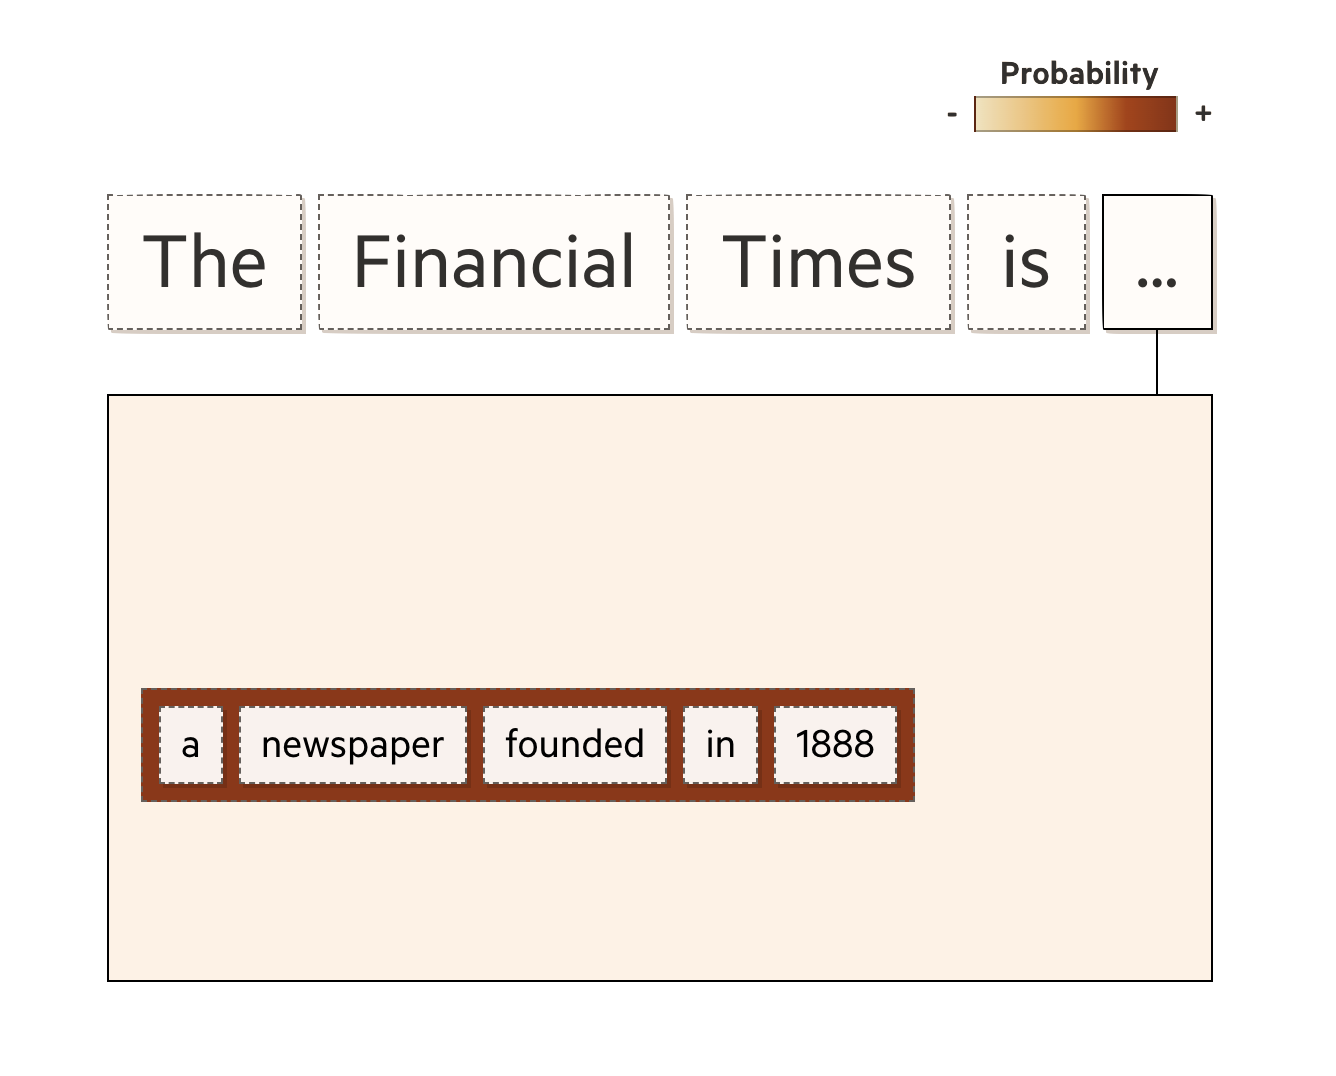 Probability
- +
The Financial Times is ...
a newspaper founded in 1888